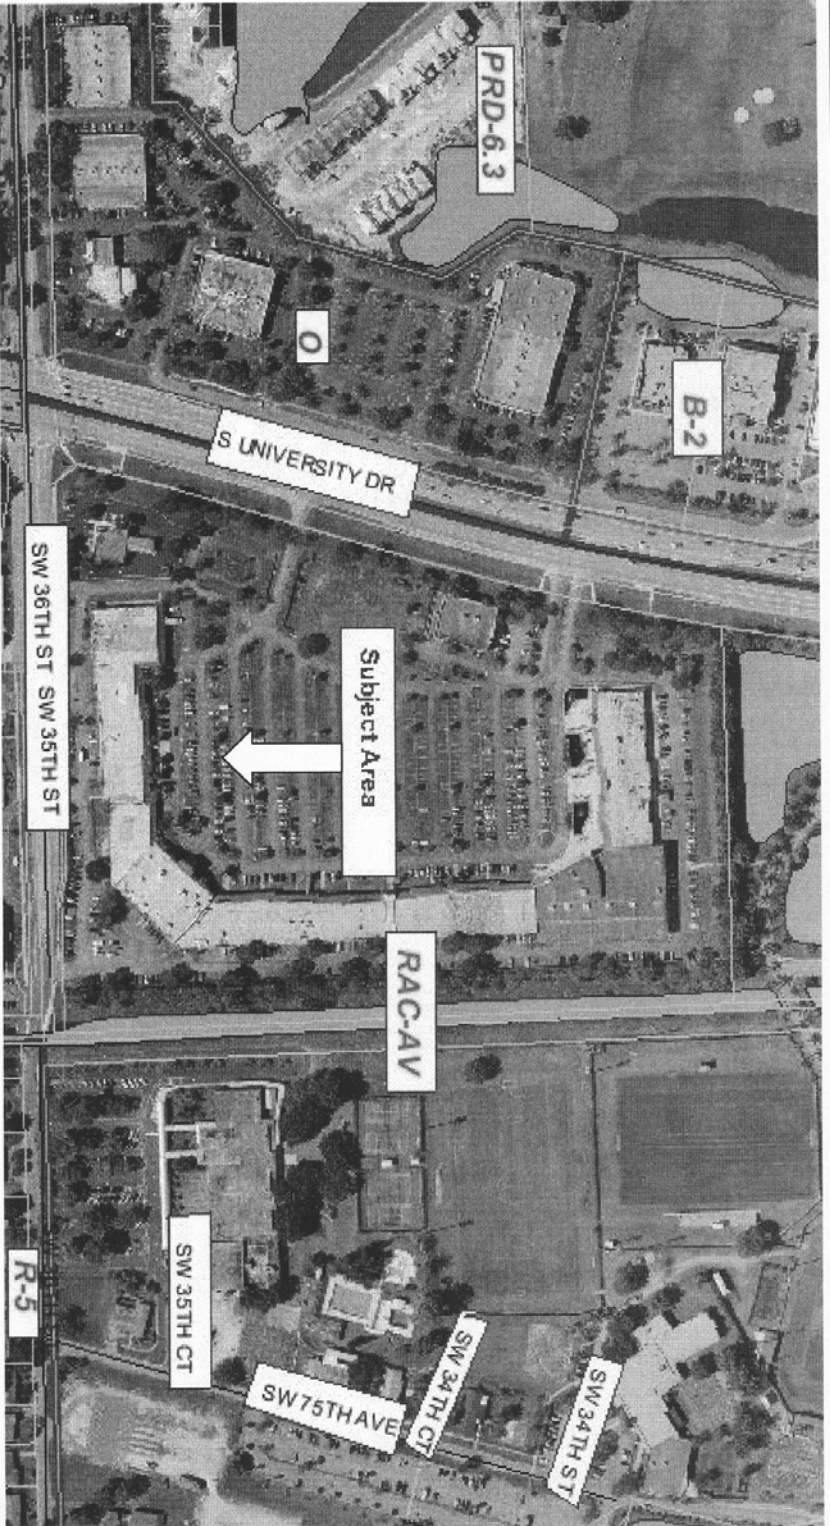 PRD-6.3
O
B-2
S UNIVERSITY DR
SW 36TH ST SW 35TH ST
Subject Area
RAC-AV
SW 35TH CT
R-5
SW 75TH AVE
SW 34TH CT
SW 34TH ST